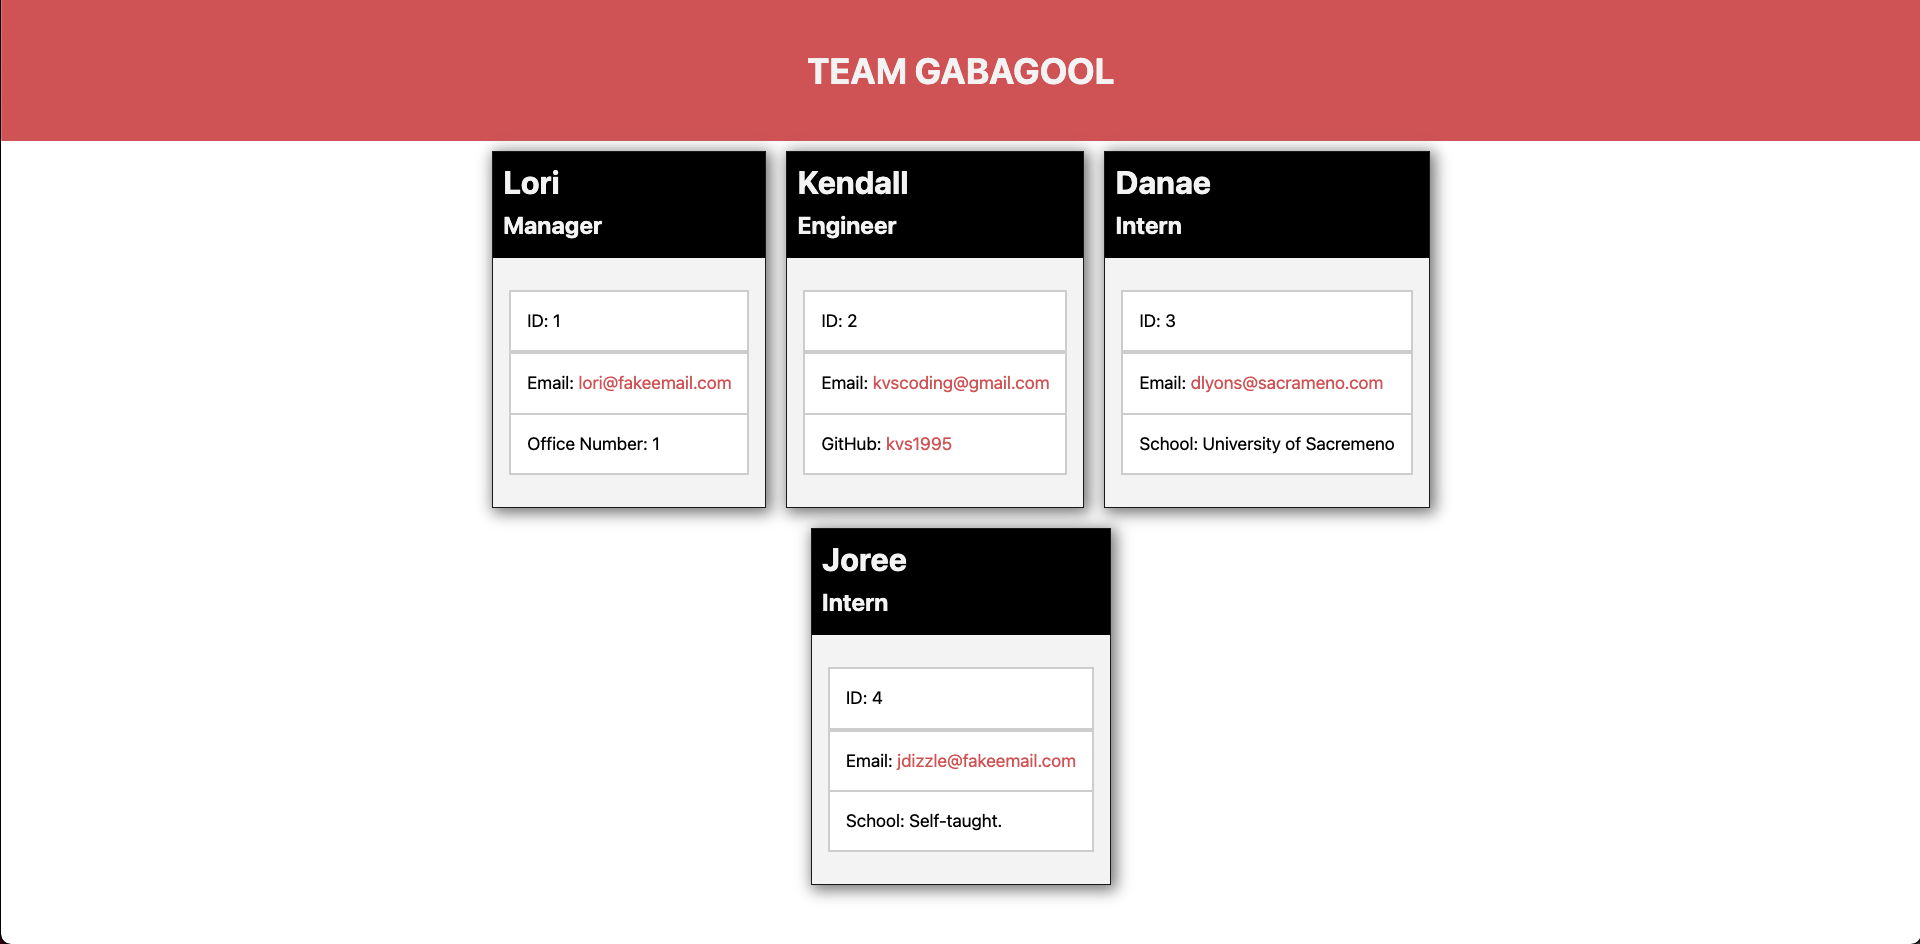 TEAM GABAGOOL
Lori
Manager
ID: 1
Email: lori@fakeemail.com
Office Number: 1
Kendall
Engineer
ID: 2
Email: kvscoding@gmail.com
GitHub: kvs1995
Danae
Intern
ID: 3
Email: dlyons@sacrameno.com
School: University of Sacremeno
Joree
Intern
ID: 4
Email: jdizzle@fakeemail.com
School: Self-taught.